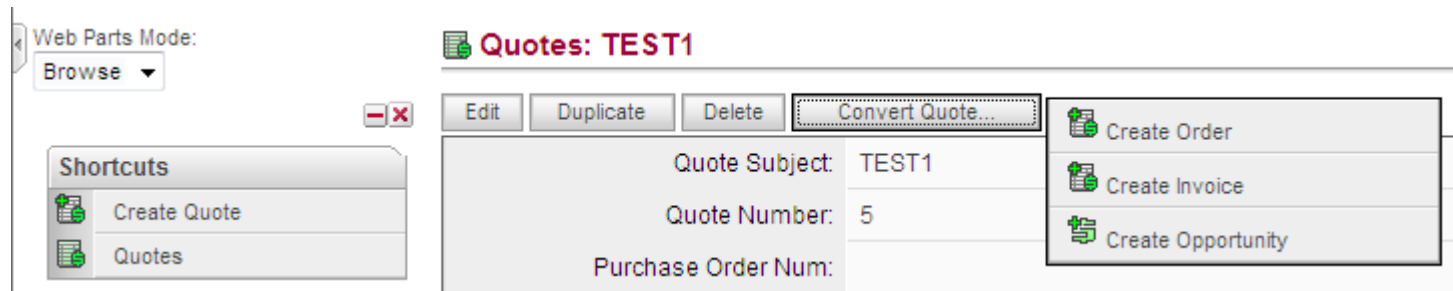 Web Parts Mode:
Browse
Shortcuts
Create Quote
Quotes
Quotes: TEST1
Edit Duplicate Delete Convert Quote...
Create Order
Create Invoice
Create Opportunity
Quote Subject: TEST1
Quote Number: 5
Purchase Order Num: